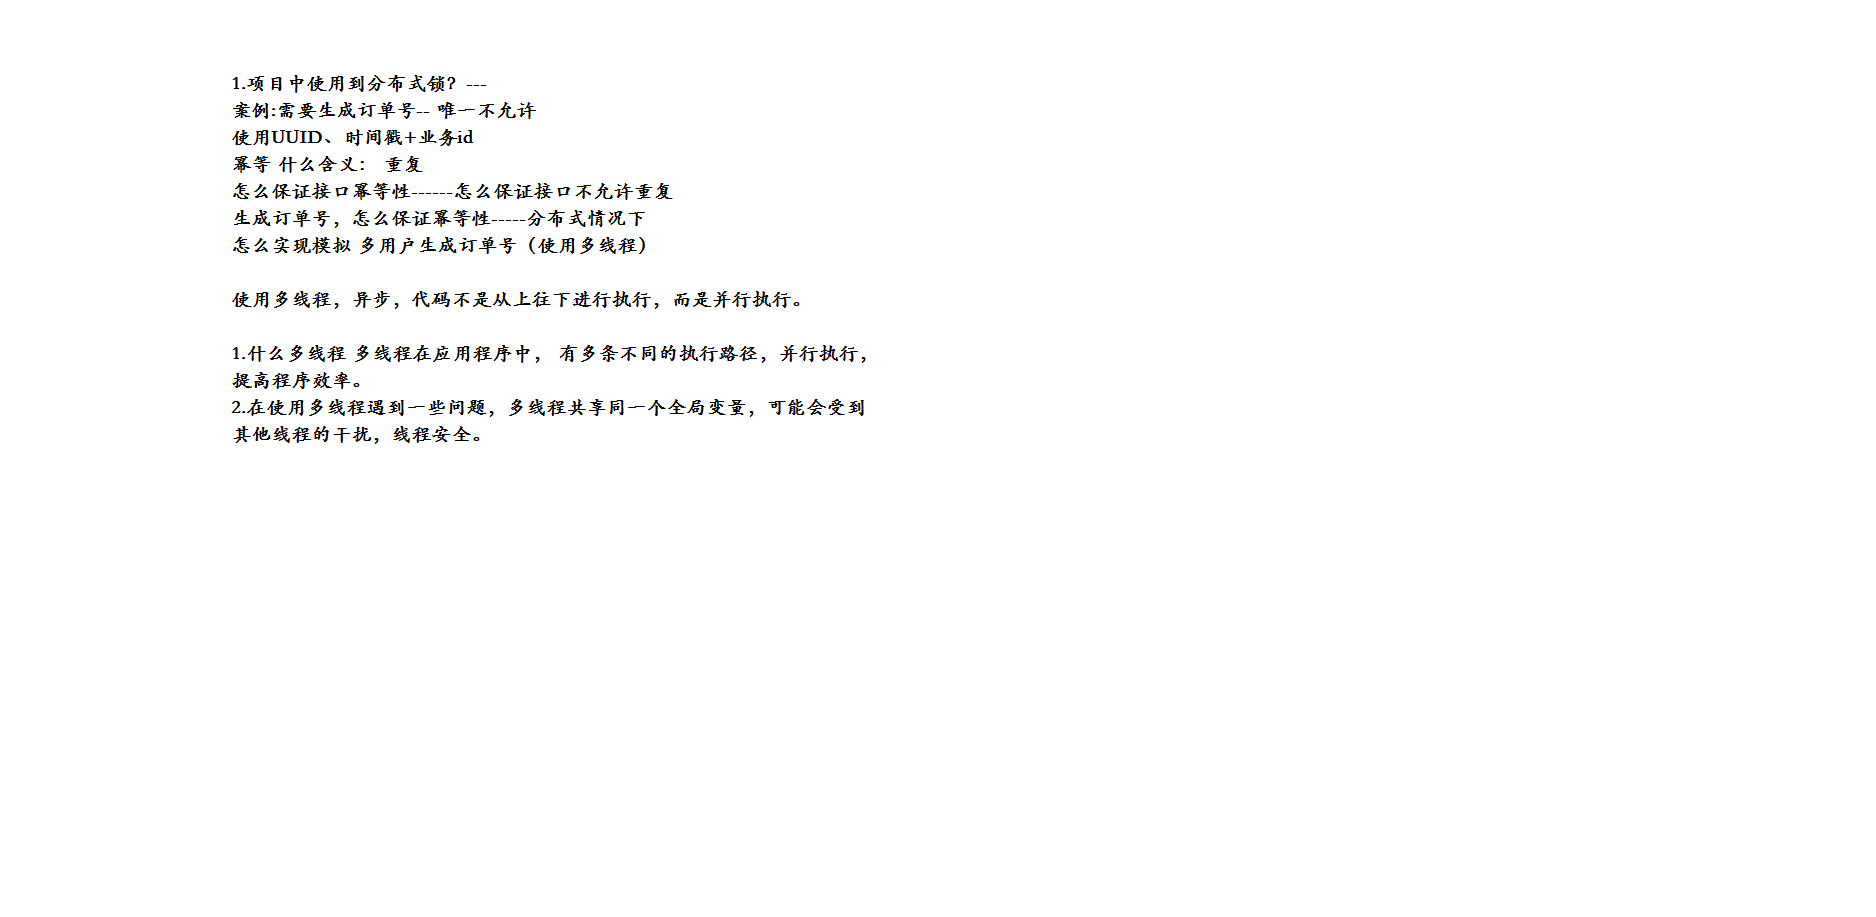 1.项目中使用到分布式锁？---
案例:需要生成订单号-- 唯一不允许
使用UUID、时间戳+业务id
幂等 什么含义： 重复
怎么保证接口幂等性------怎么保证接口不允许重复
生成订单号，怎么保证幂等性-----分布式情况下
怎么实现模拟 多用户生成订单号（使用多线程）
使用多线程，异步，代码不是从上往下进行执行，而是并行执行。
1.什么多线程 多线程在应用程序中， 有多条不同的执行路径，并行执行，
提高程序效率。
2.在使用多线程遇到一些问题，多线程共享同一个全局变量，可能会受到
其他线程的干扰，线程安全。